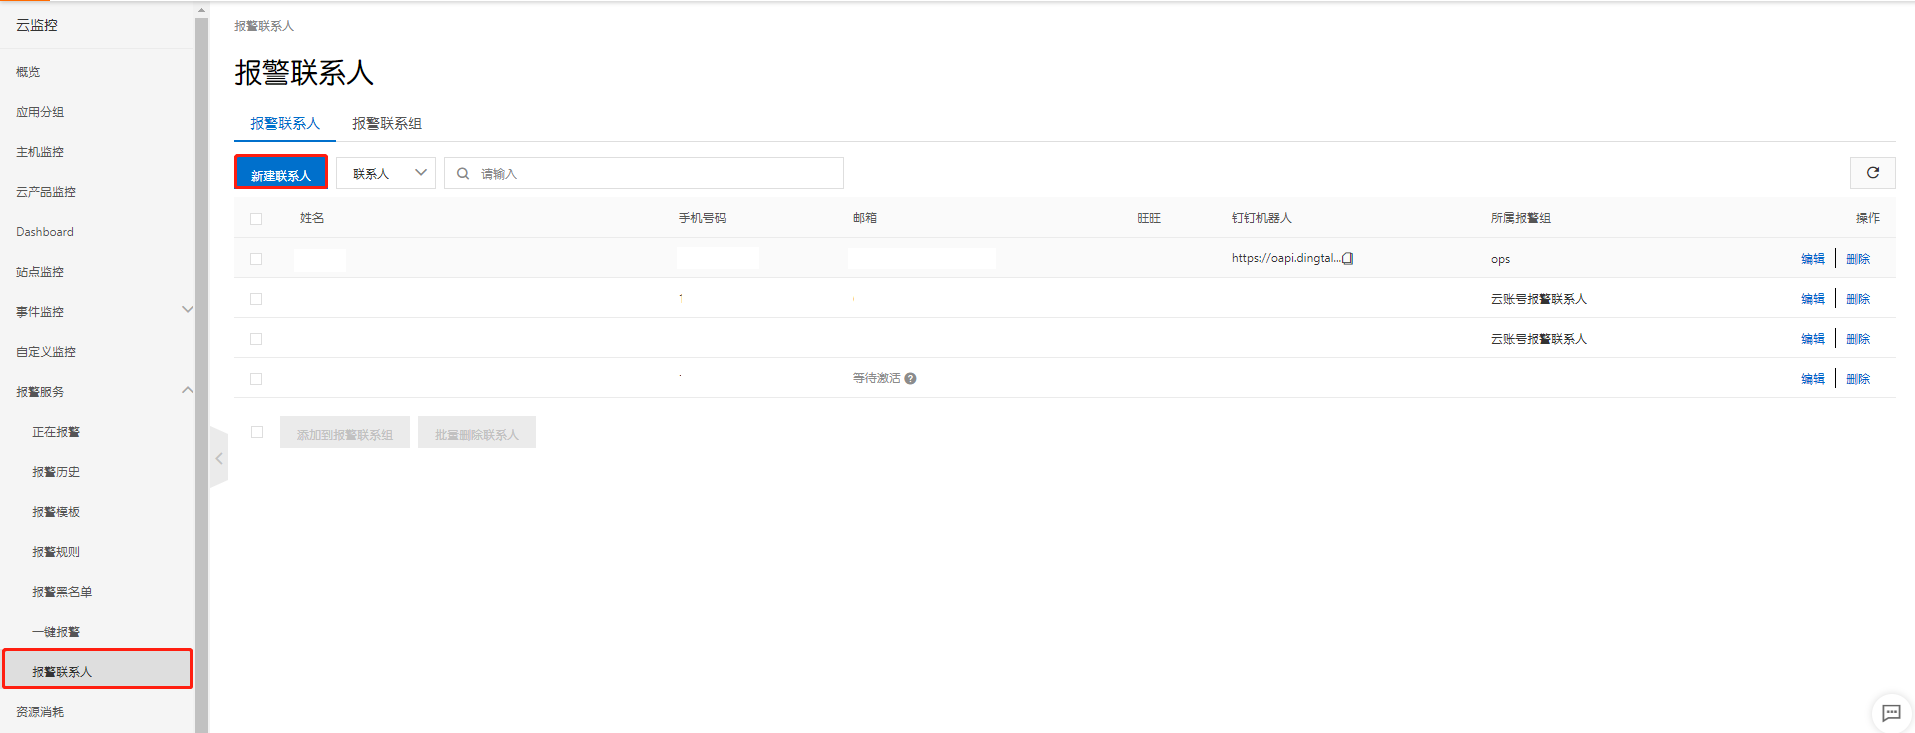 云监控
概览
应用分组
主机监控
云产品监控
Dashboard
站点监控
事件监控
自定义监控
报警服务
正在报警
报警历史
报警模板
报警规则
报警黑名单
一键报警
报警联系人
资源消耗
报警联系人
报警联系人
报警联系人 报警联系组
新建联系人 联系人 请输入
姓名 手机号码 邮箱 旺旺 钉钉机器人 所属报警组 操作
https://oapi.dingtal... ops 编辑 删除
云账号报警联系人 编辑 删除
云账号报警联系人 编辑 删除
等待激活 编辑 删除
添加到报警联系组 批量删除联系人